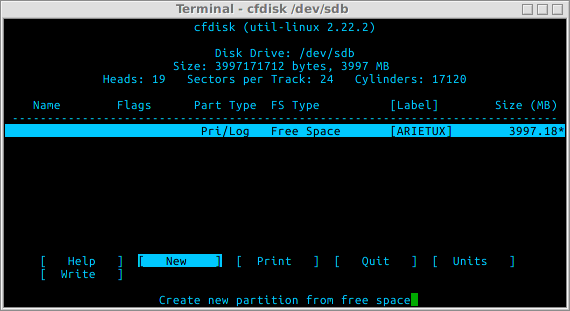 Terminal - cfdisk /dev/sdb
cfdisk (util-linux 2.22.2)
Disk Drive: /dev/sdb
Size: 3997171712 bytes, 3997 MB
Heads: 19 Sectors per Track: 24 Cylinders: 17120
Name Flags Part Type FS Type [Label] Size (MB)
------------------------------------------------------------------------------
Pri/Log Free Space [ARIETUX] 3997.18*
[ Help ] [ New ] [ Print ] [ Quit ] [ Units ]
[ Write ]
Create new partition from free space